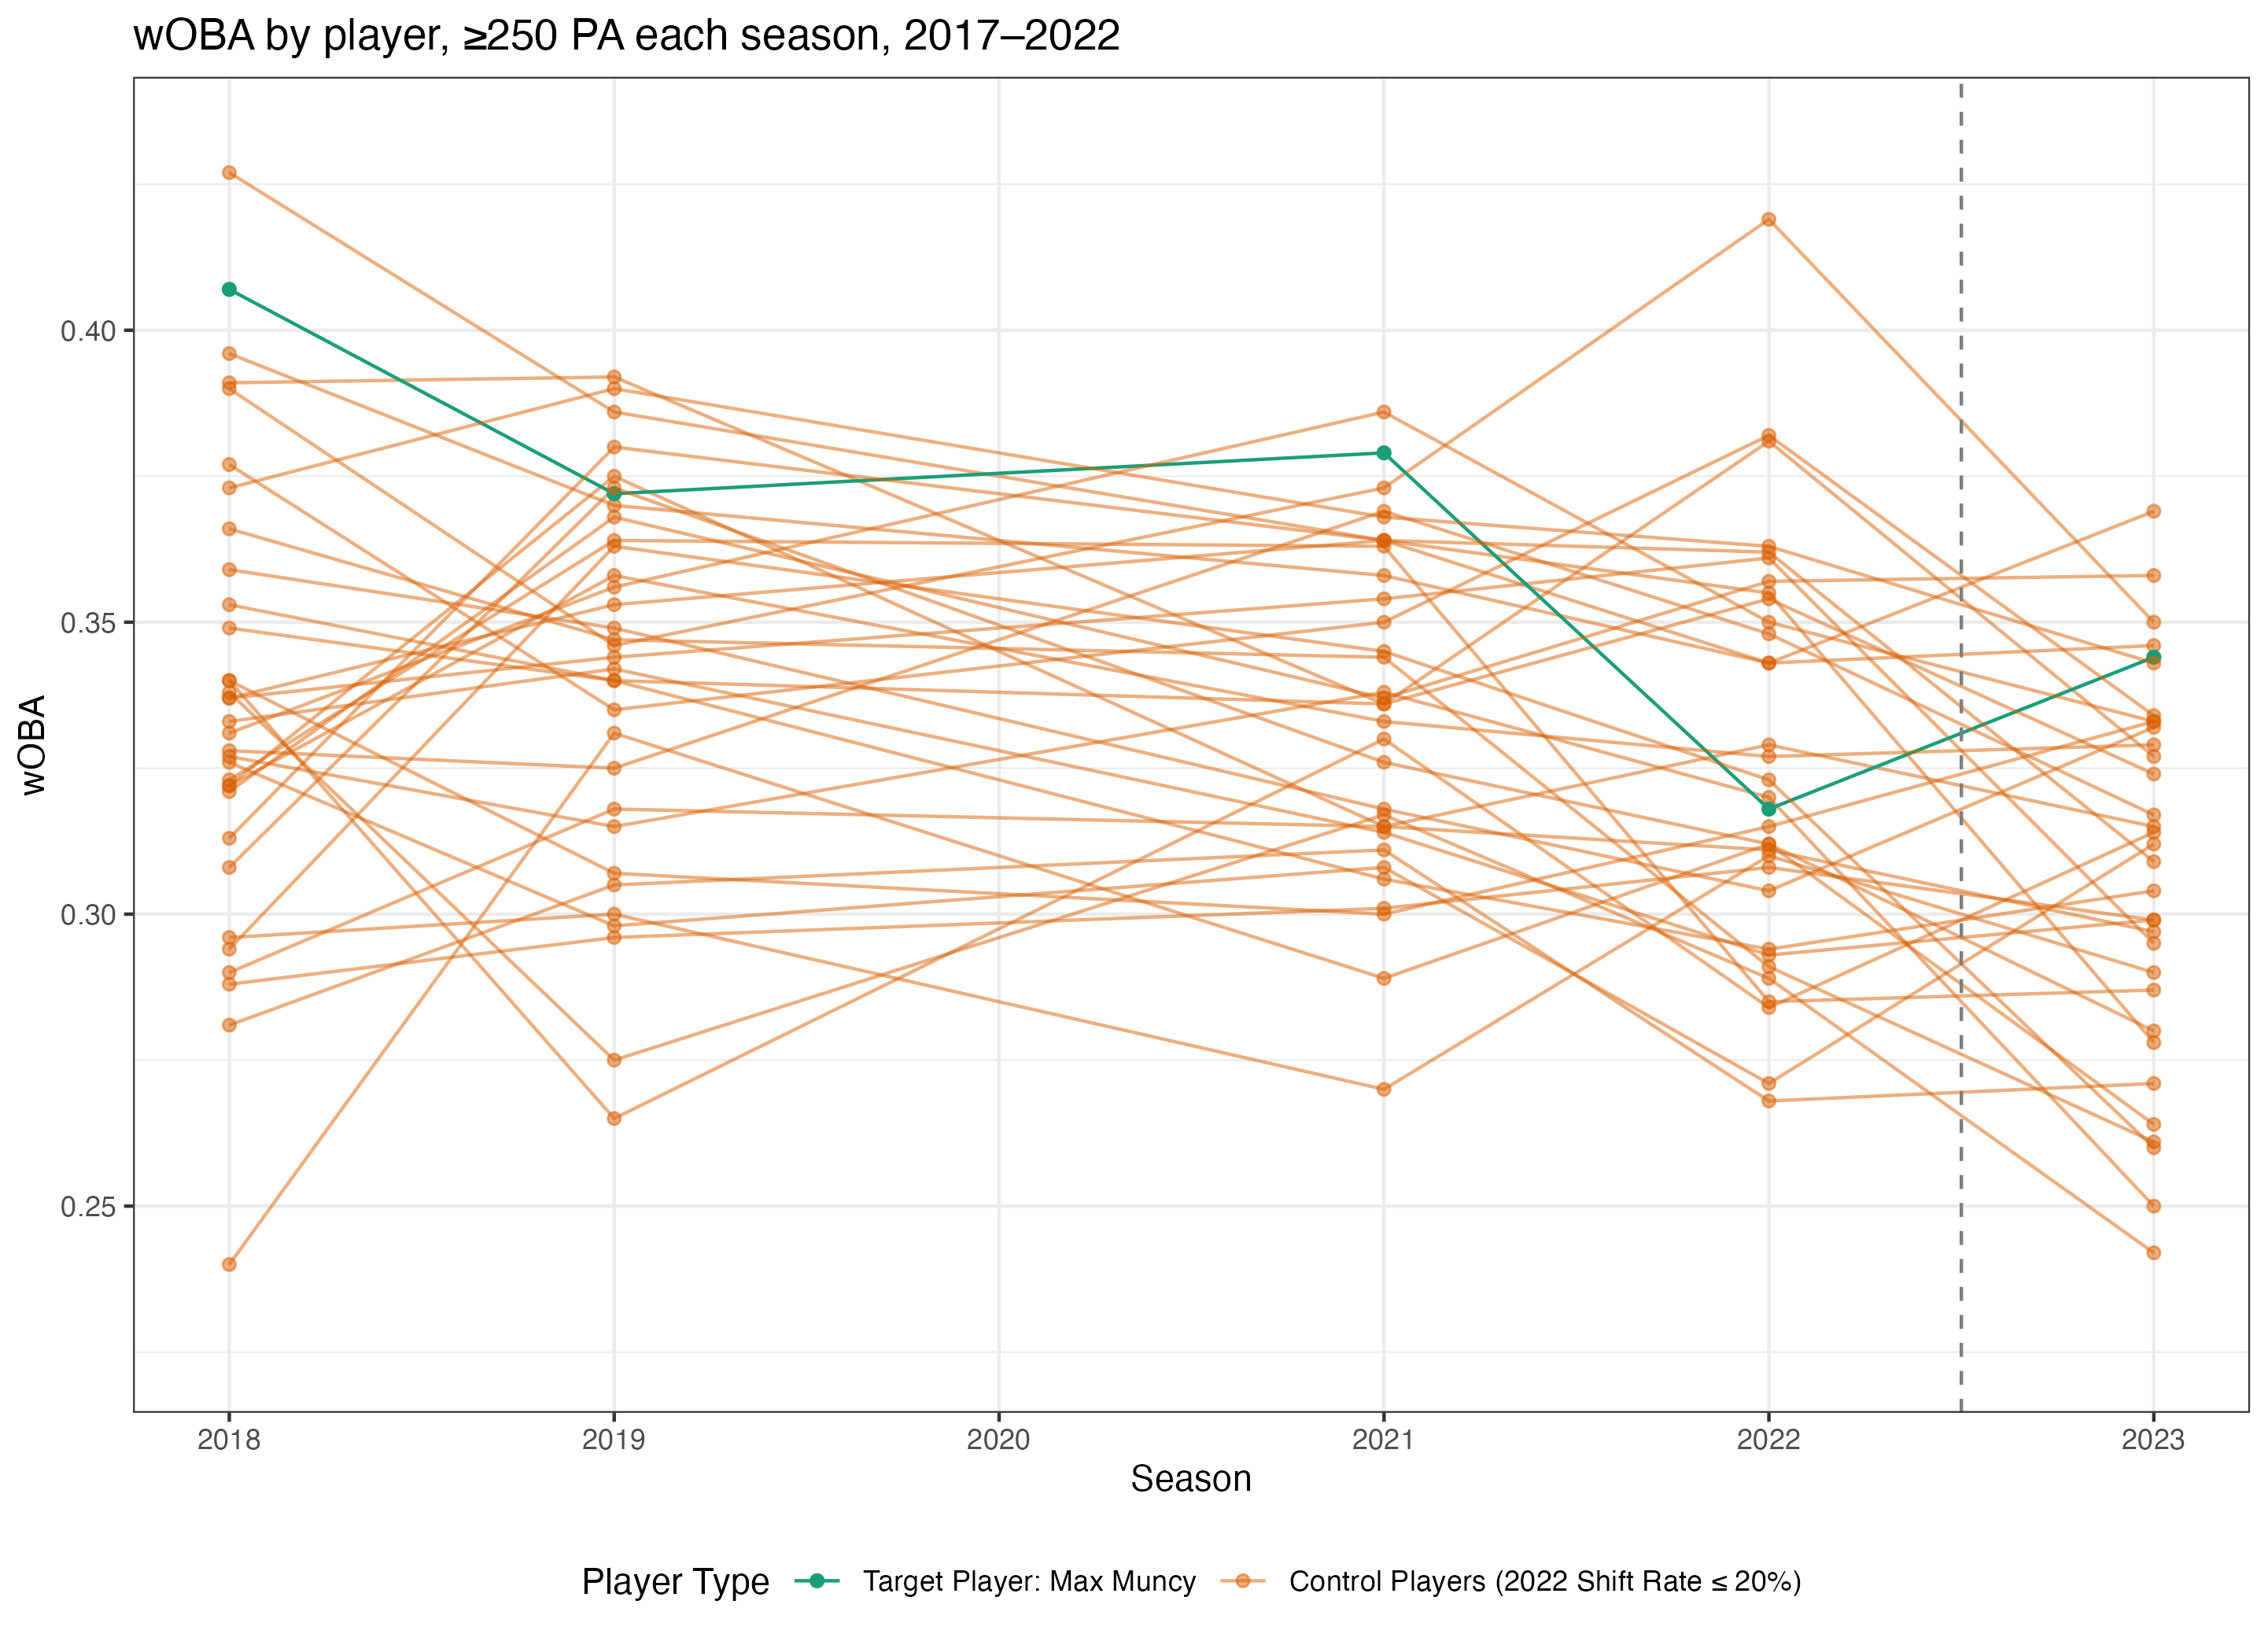 wOBA by player, ≥250 PA each season, 2017–2022
wOBA
0.40
0.35
0.30
0.25
2018 2019 2020 2021 2022 2023
Season
Player Type Target Player: Max Muncy Control Players (2022 Shift Rate ≤ 20%)